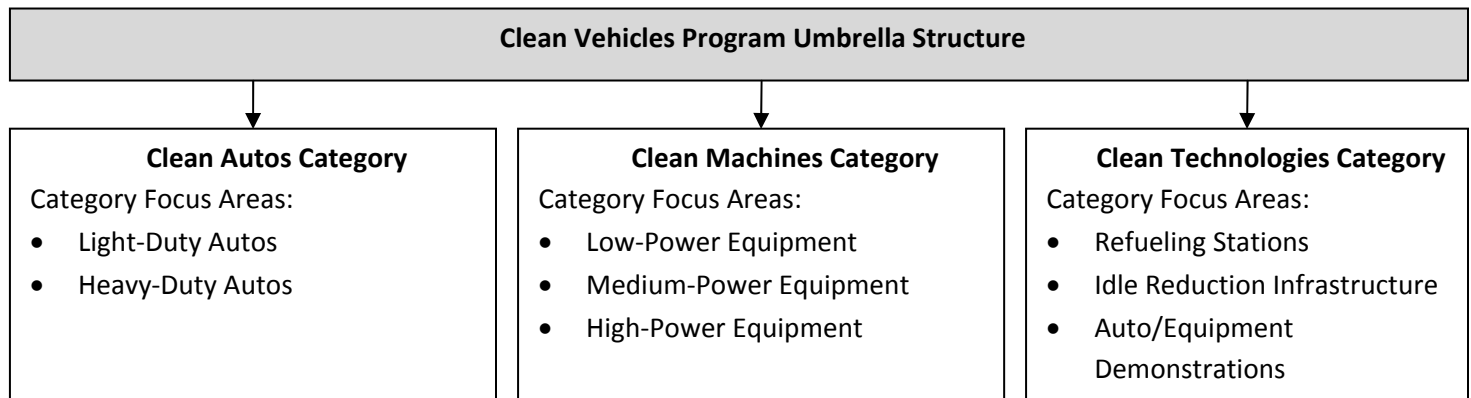 Clean Vehicles Program Umbrella Structure
Clean Autos Category
Category Focus Areas:
• Light-Duty Autos
• Heavy-Duty Autos
Clean Machines Category
Category Focus Areas:
• Low-Power Equipment
• Medium-Power Equipment
• High-Power Equipment
Clean Technologies Category
Category Focus Areas:
• Refueling Stations
• Idle Reduction Infrastructure
• Auto/Equipment
Demonstrations